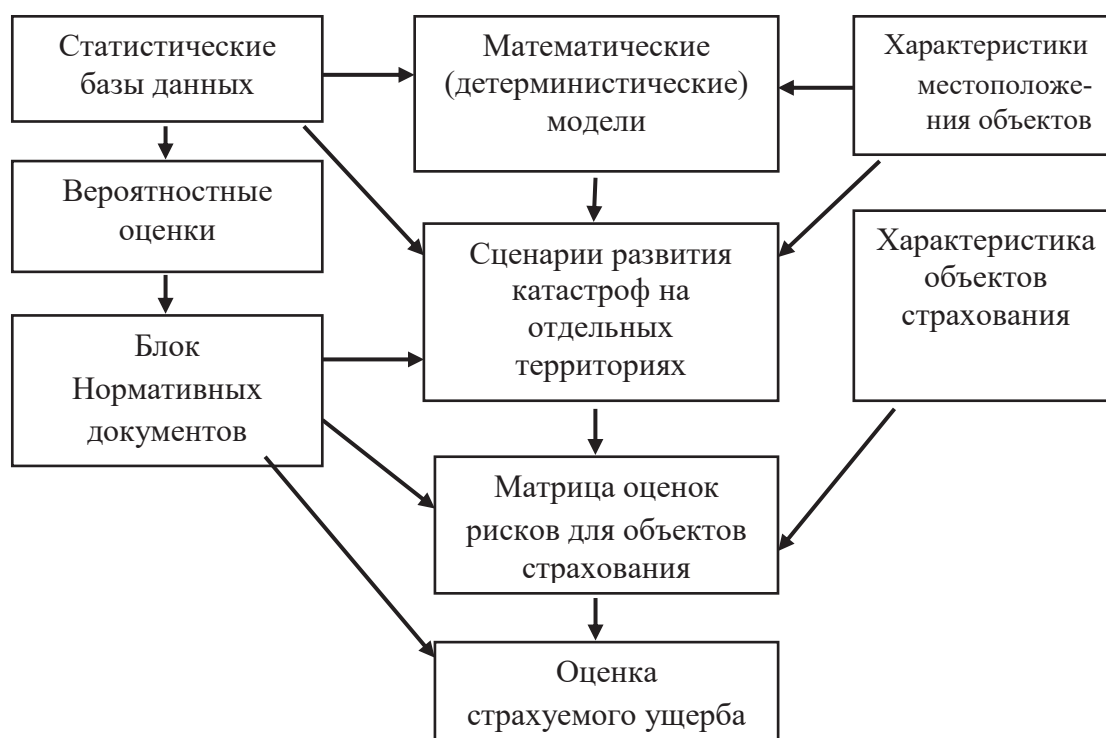 Статистические
базы данных
Математические
(детерминистические)
модели
Характеристики
местоположе-
ния объектов
Вероятностные
оценки
Сценарии развития
катастроф на
отдельных
территориях
Характеристика
объектов
страхования
Блок
Нормативных
документов
Матрица оценок
рисков для объектов
страхования
Оценка
страхуемого ущерба